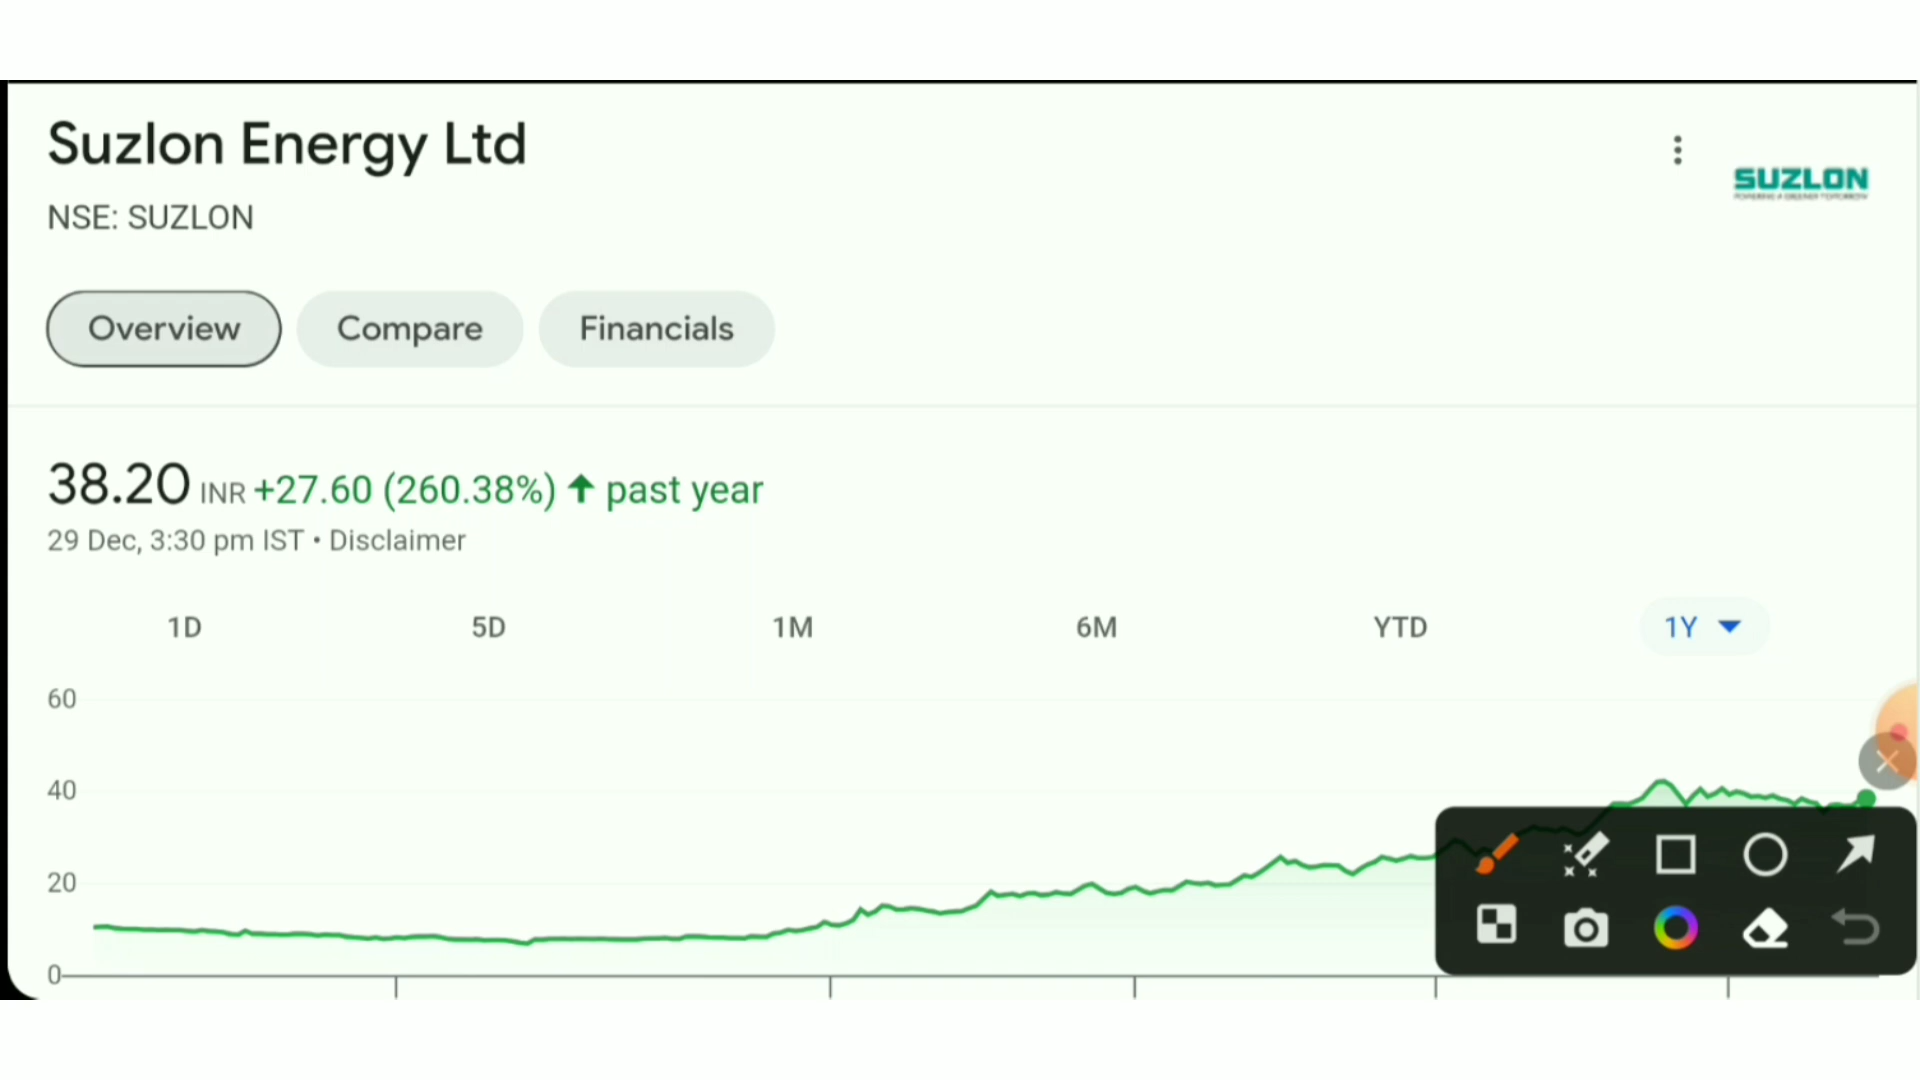 Suzlon Energy Ltd
NSE: SUZLON
SUZLON
Overview Compare Financials
38.20 INR +27.60 (260.38%) ↑ past year
29 Dec, 3:30 pm IST • Disclaimer
1D 5D 1M 6M YTD 1Y
60
40
20
0